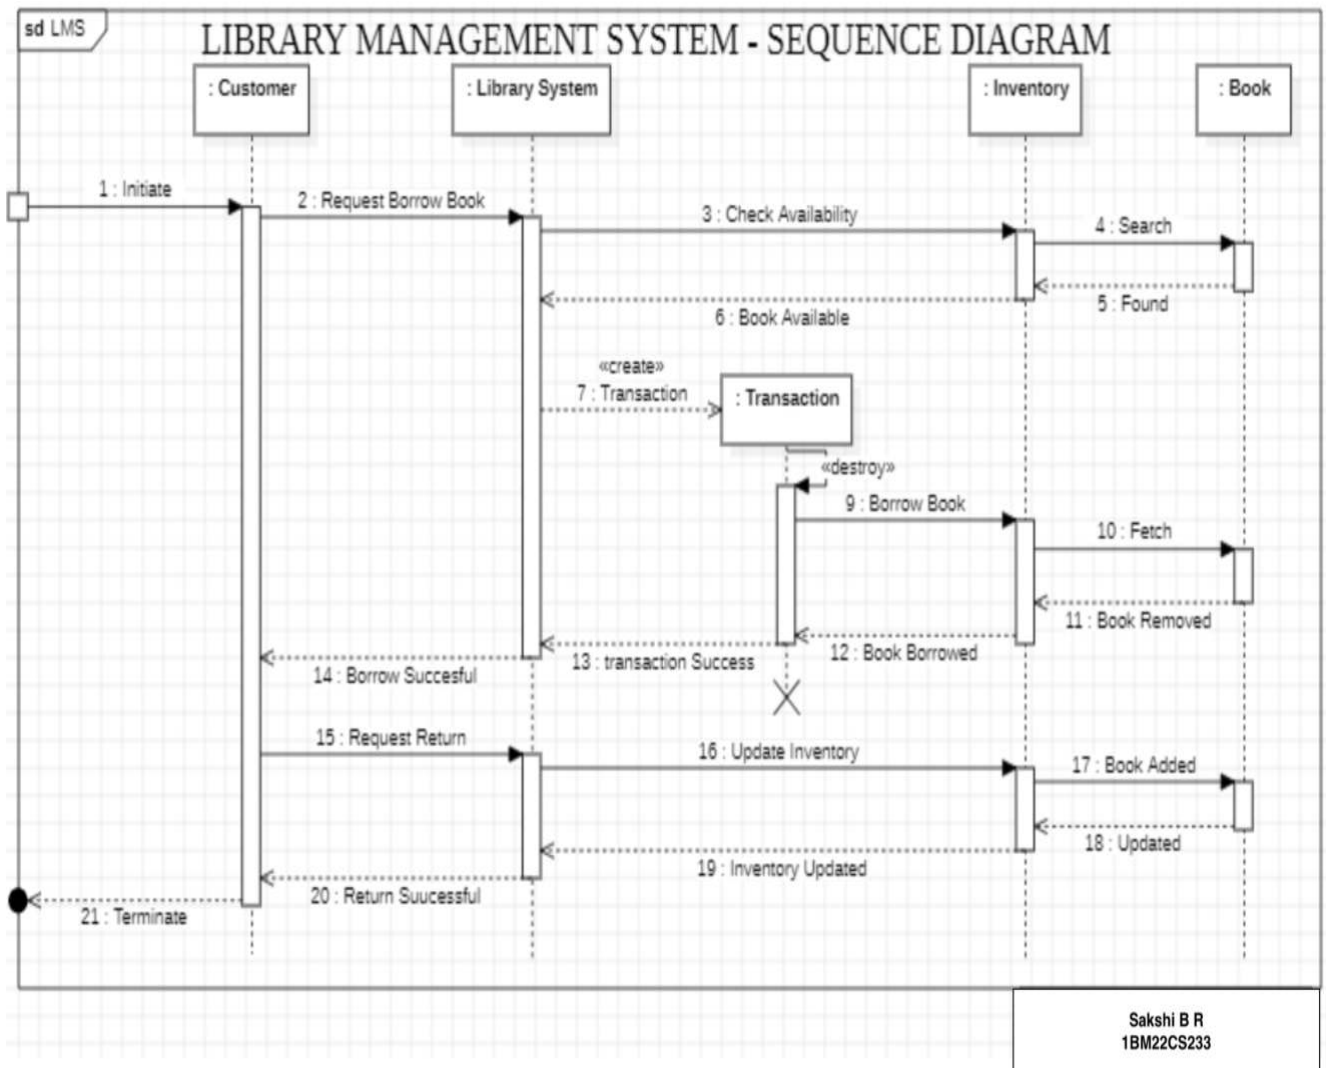 sd LMS
LIBRARY MANAGEMENT SYSTEM - SEQUENCE DIAGRAM
: Customer
: Library System
: Inventory
: Book
1 : Initiate
2 : Request Borrow Book
3 : Check Availability
4 : Search
5 : Found
6 : Book Available
«create»
7 : Transaction
: Transaction
«destroy»
9 : Borrow Book
10 : Fetch
11 : Book Removed
12 : Book Borrowed
13 : transaction Success
14 : Borrow Succesful
15 : Request Return
16 : Update Inventory
17 : Book Added
18 : Updated
19 : Inventory Updated
20 : Return Suucessful
21 : Terminate
Sakshi B R
1BM22CS233